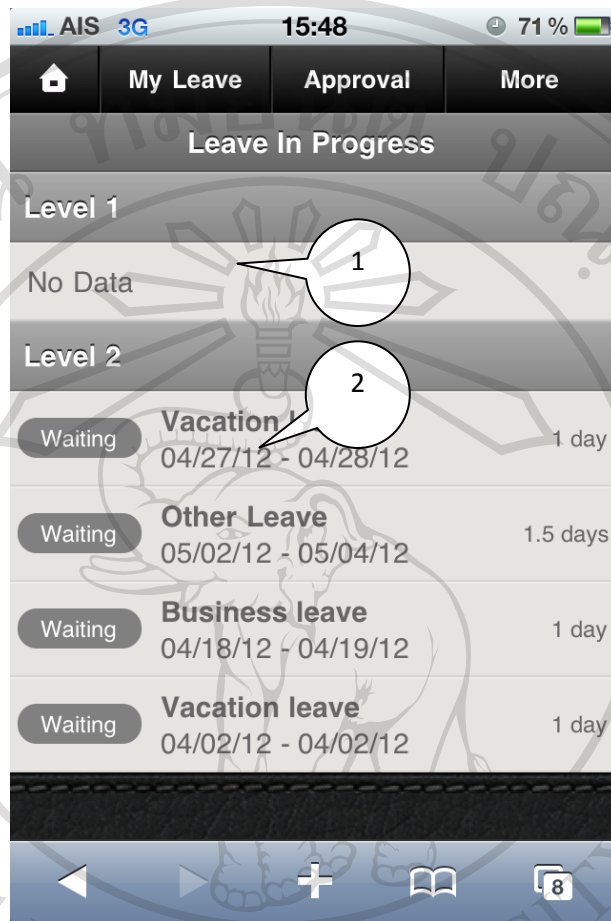 AIS 3G 15:48 71 %
My Leave Approval More
Leave In Progress
Level 1
1
No Data
Level 2
2
Waiting Vacation 1 day
04/27/12 - 04/28/12
Waiting Other Leave 1.5 days
05/02/12 - 05/04/12
Waiting Business leave 1 day
04/18/12 - 04/19/12
Waiting Vacation leave 1 day
04/02/12 - 04/02/12
8